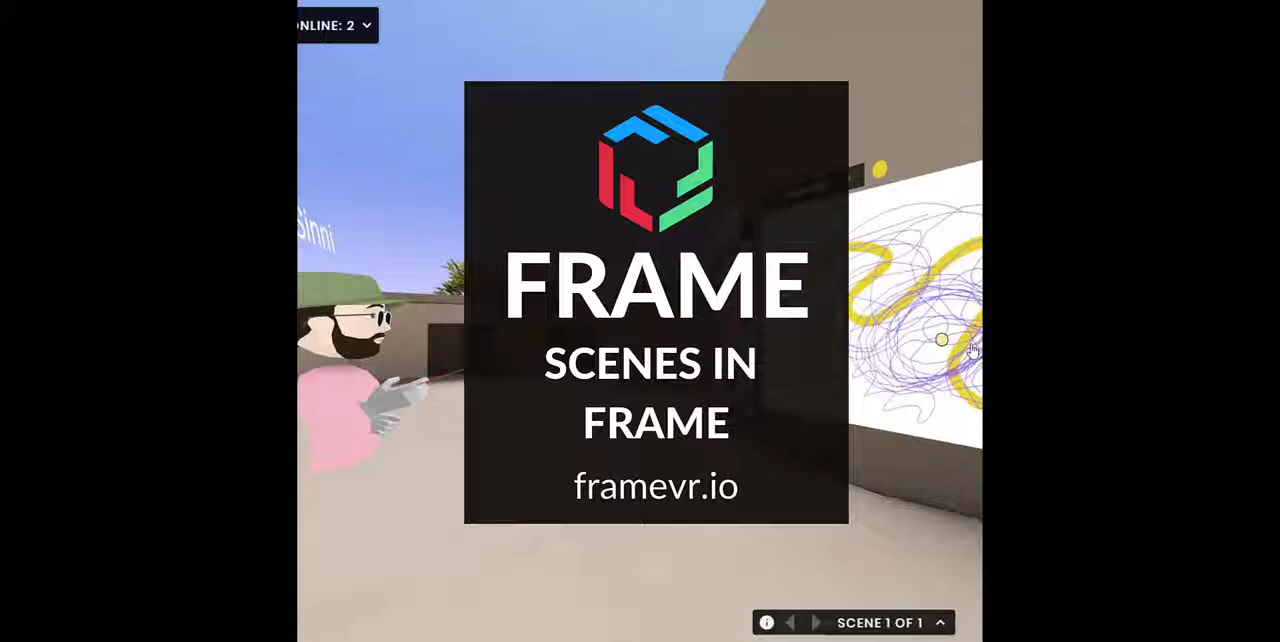 NLINE: 2
Sinni
FRAME
SCENES IN
FRAME
framevr.io
SCENE 1 OF 1